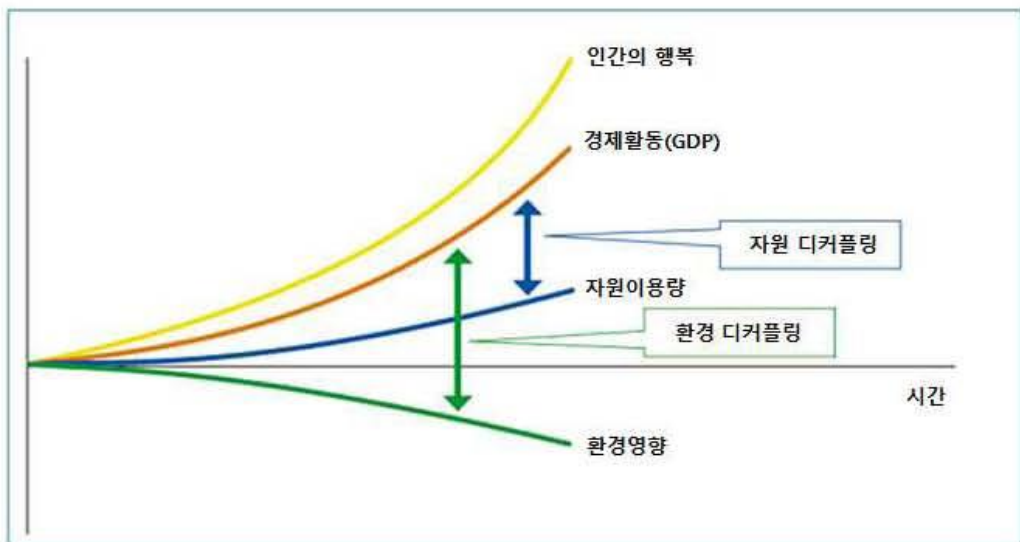 인간의 행복
경제활동(GDP)
자원 디커플링
자원이용량
환경 디커플링
시간
환경영향